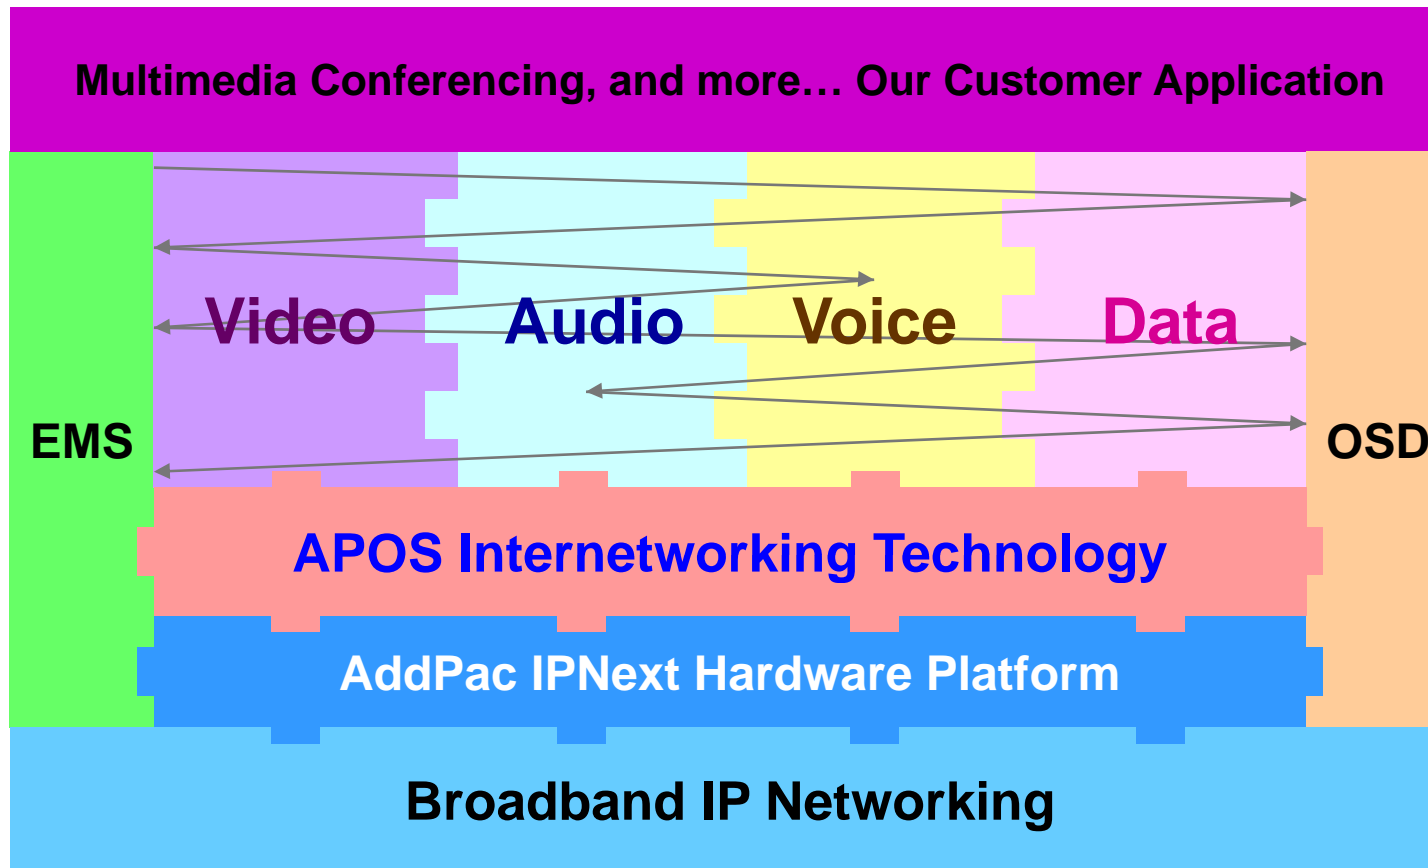 Multimedia Conferencing, and more… Our Customer Application
Video Audio Voice Data
EMS OSD
APOS Internetworking Technology
AddPac IPNext Hardware Platform
Broadband IP Networking